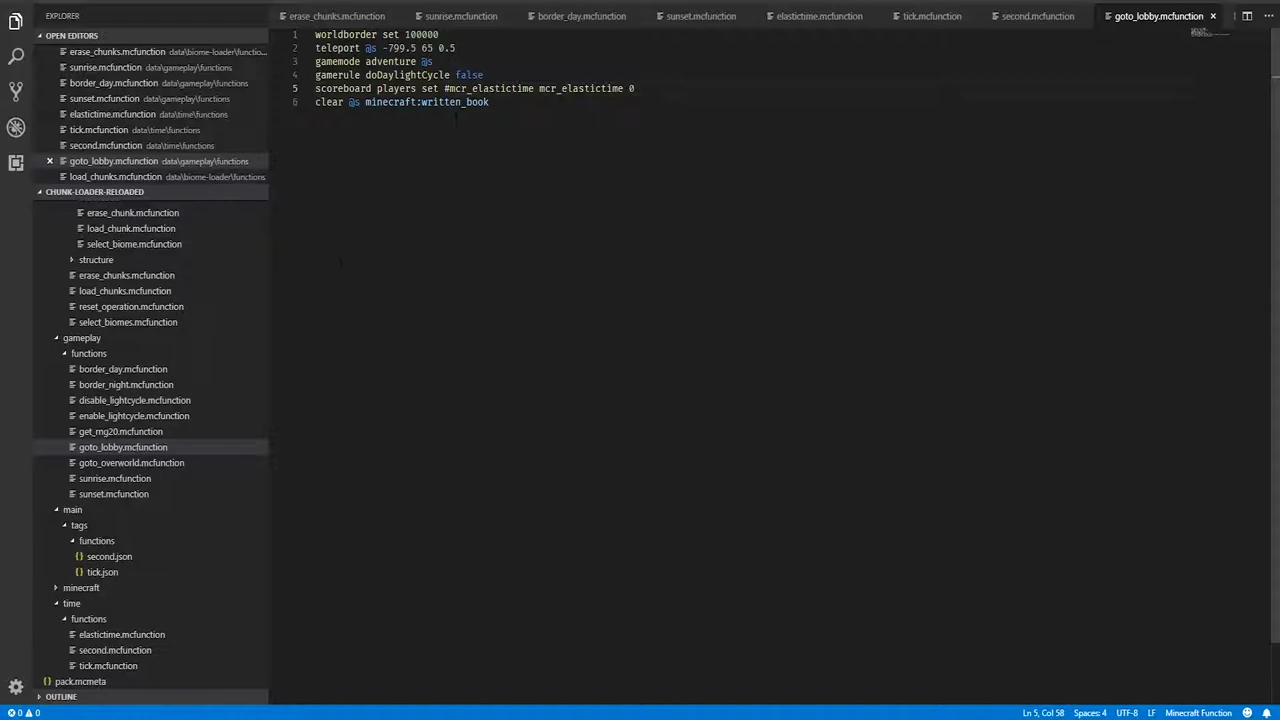 EXPLORER
OPEN EDITORS
erase_chunks.mcfunction data\biome-loader\functio...
sunrise.mcfunction data\gameplay\functions
border_day.mcfunction data\gameplay\functions
sunset.mcfunction data\gameplay\functions
elastictime.mcfunction data\time\functions
tick.mcfunction data\time\functions
second.mcfunction data\time\functions
goto_lobby.mcfunction data\gameplay\functions
load_chunks.mcfunction data\biome-loader\functions
CHUNK-LOADER-RELOADED
erase_chunk.mcfunction
load_chunk.mcfunction
select_biome.mcfunction
structure
erase_chunks.mcfunction
load_chunks.mcfunction
reset_operation.mcfunction
select_biomes.mcfunction
gameplay
functions
border_day.mcfunction
border_night.mcfunction
disable_lightcycle.mcfunction
enable_lightcycle.mcfunction
get_rng20.mcfunction
goto_lobby.mcfunction
goto_overworld.mcfunction
sunrise.mcfunction
sunset.mcfunction
main
tags
functions
{} second.json
{} tick.json
minecraft
time
functions
elastictime.mcfunction
second.mcfunction
tick.mcfunction
{} pack.mcmeta
OUTLINE
erase_chunks.mcfunction sunrise.mcfunction border_day.mcfunction sunset.mcfunction elastictime.mcfunction tick.mcfunction second.mcfunction goto_lobby.mcfunction
1 worldborder set 100000
2 teleport @s -799.5 65 0.5
3 gamemode adventure @s
4 gamerule doDaylightCycle false
5 scoreboard players set #mcr_elastictime mcr_elastictime 0
6 clear @s minecraft:written_book
0 0 Ln 5, Col 58 Spaces: 4 UTF-8 LF Minecraft Function